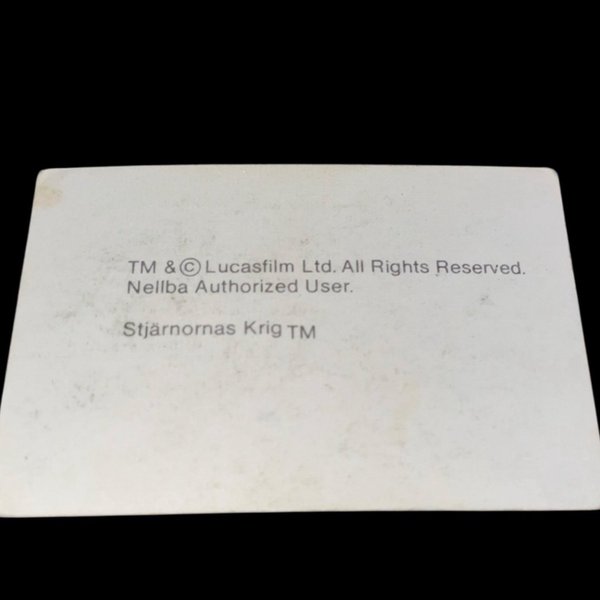 TM & © Lucasfilm Ltd. All Rights Reserved.
Nellba Authorized User.
Stjärnornas Krig TM